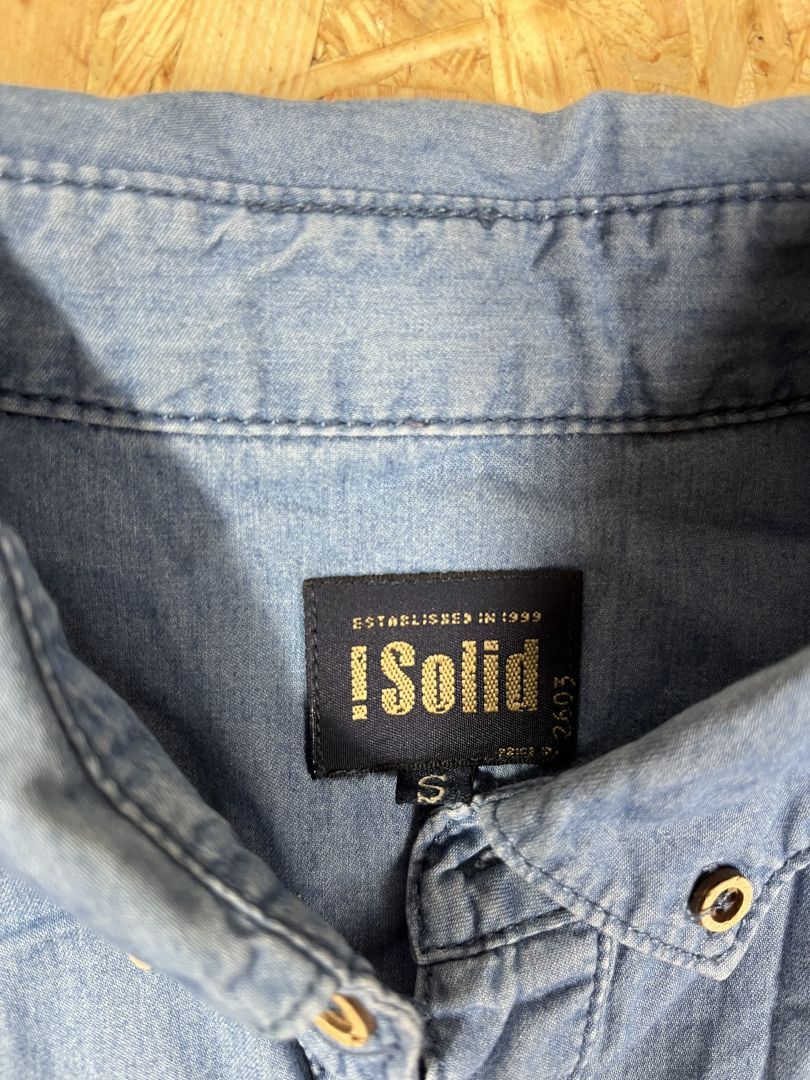 ESTABLISHED IN 1999
!Solid
2603
S